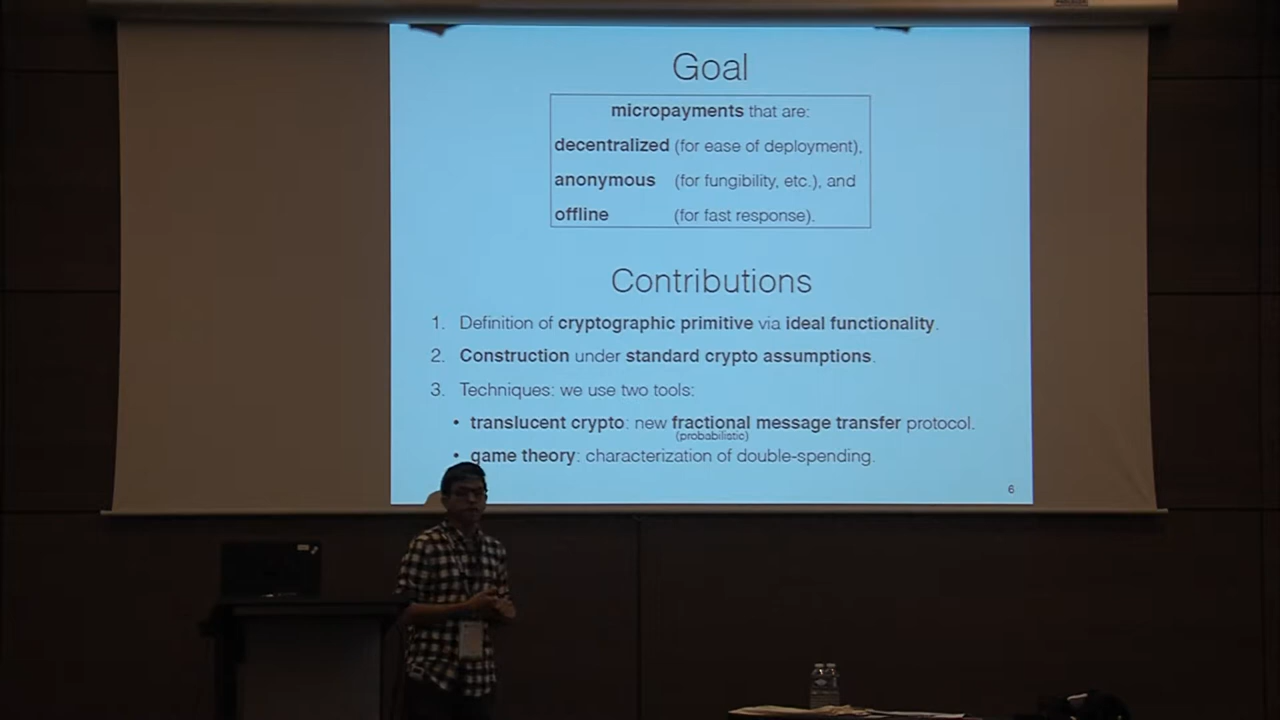 Goal
micropayments that are:
decentralized (for ease of deployment),
anonymous (for fungibility, etc.), and
offline (for fast response).
Contributions
1. Definition of cryptographic primitive via ideal functionality.
2. Construction under standard crypto assumptions.
3. Techniques: we use two tools:
• translucent crypto: new fractional message transfer protocol.
(probabilistic)
• game theory: characterization of double-spending.
6